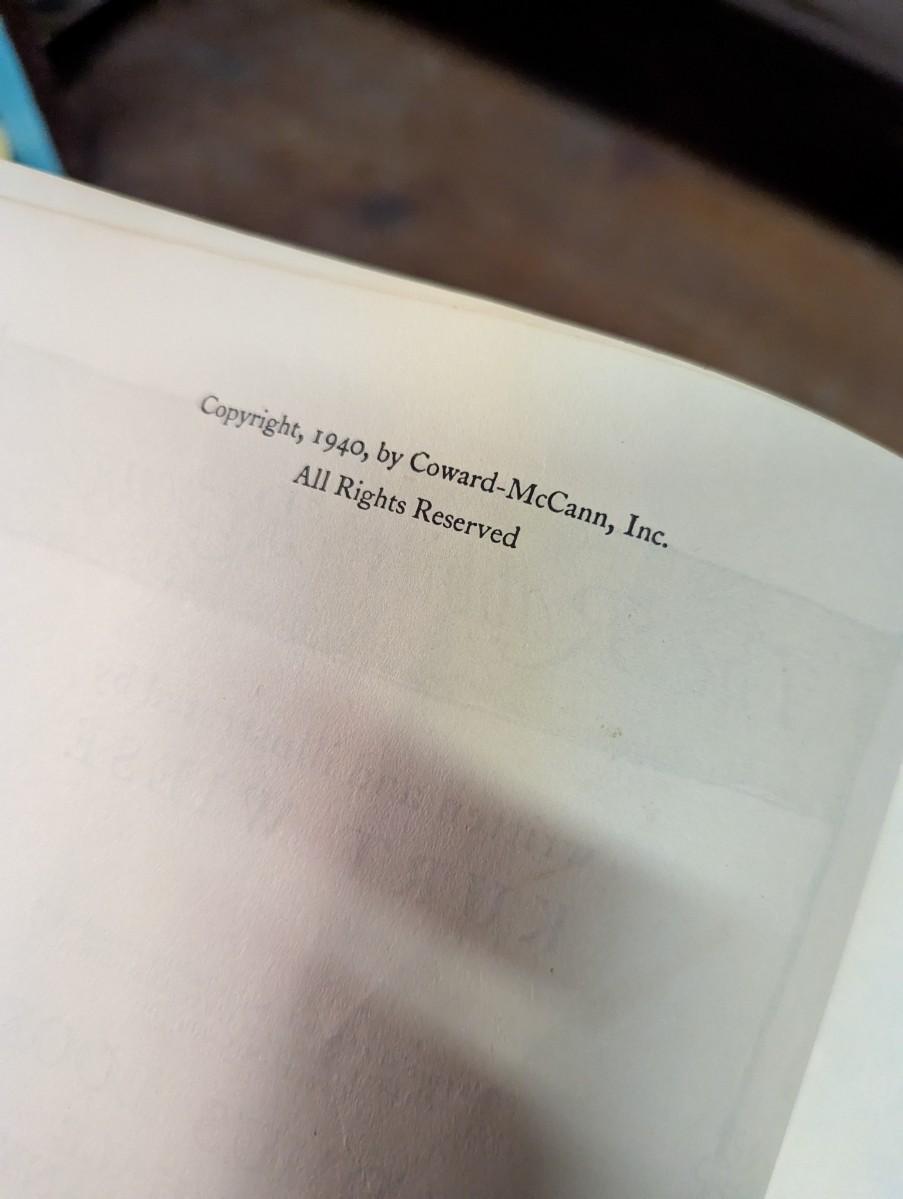 Copyright, 1940, by Coward-McCann, Inc.
All Rights Reserved